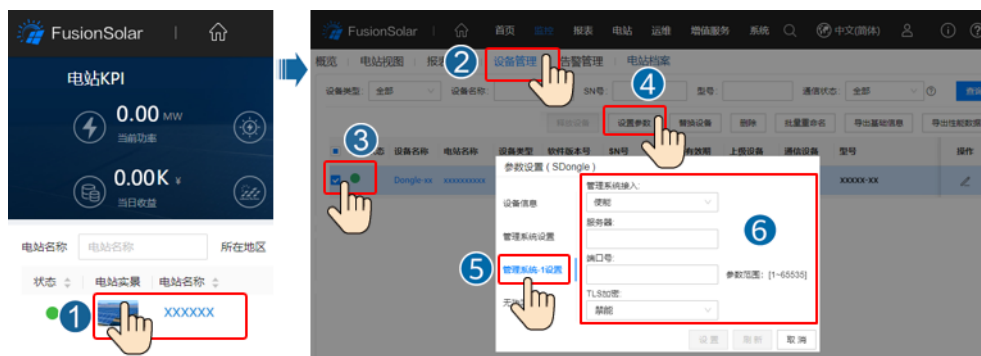 FusionSolar
电站KPI
0.00 MW
当前功率
0.00K ¥
当日收益
电站名称 电站名称 所在地区
状态 电站实景 电站名称
1
XXXXXX
FusionSolar 首页 监控 报表 电站 运维 增值服务 系统 中文(简体)
概览 电站视图 2 设备管理 告警管理 电站档案
设备类型: 全部 设备名称: SN号: 4 型号: 通信状态: 全部
设置参数 替换设备 删除 批量重命名 导出基础信息 导出性能数据
3
设备名称 电站名称 设备类型 软件版本号 SN号 有效期 上级设备 通信设备 型号 操作
Dongle-xx xxxxxxxxxx XXXXX-XX
参数设置 ( SDongle )
管理系统接入:
设备信息 使能
服务器:
管理系统设置 6
端口号:
5 管理系统-1设置 参数范围: [1~65535]
TLS加密:
禁能
设置 刷新 取消